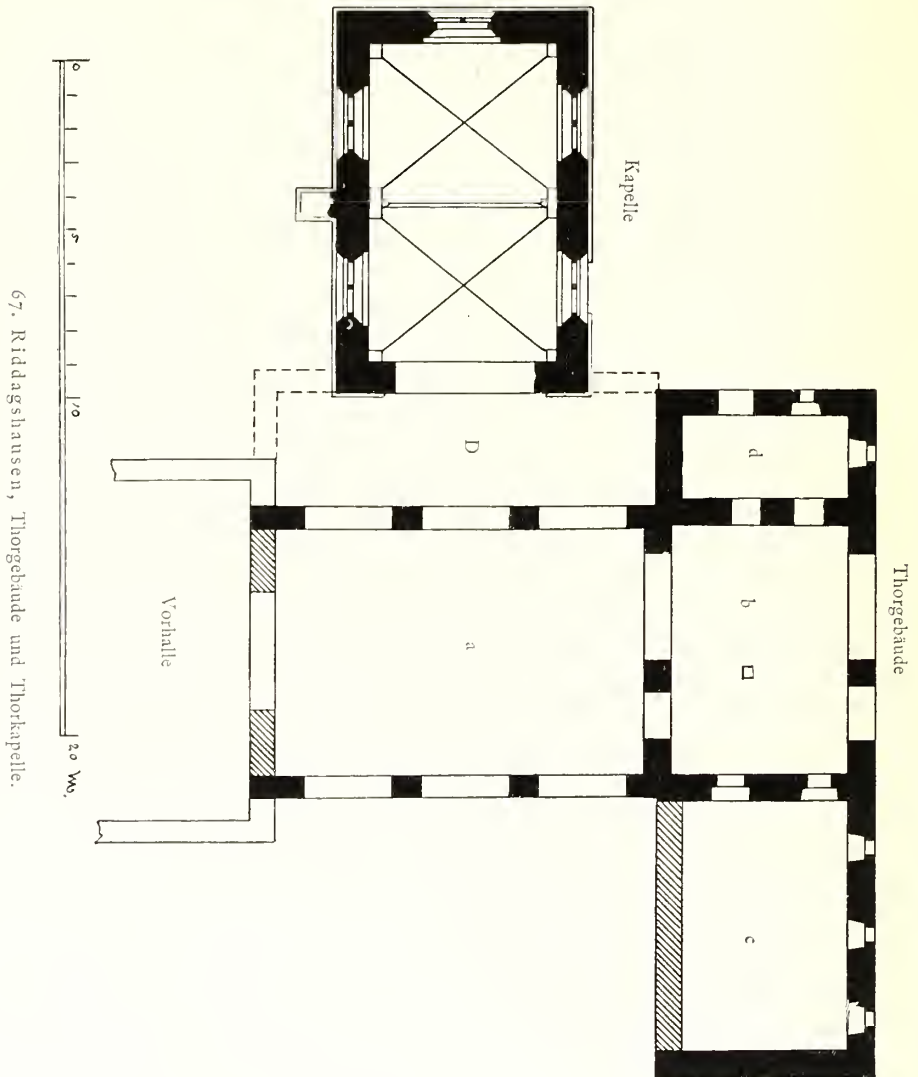 Thorgebäude
Kapelle
d
b
c
D
a
Vorhalle
0
5
10
20 M.
67. Riddagshausen, Thorgebäude und Thorkapelle.